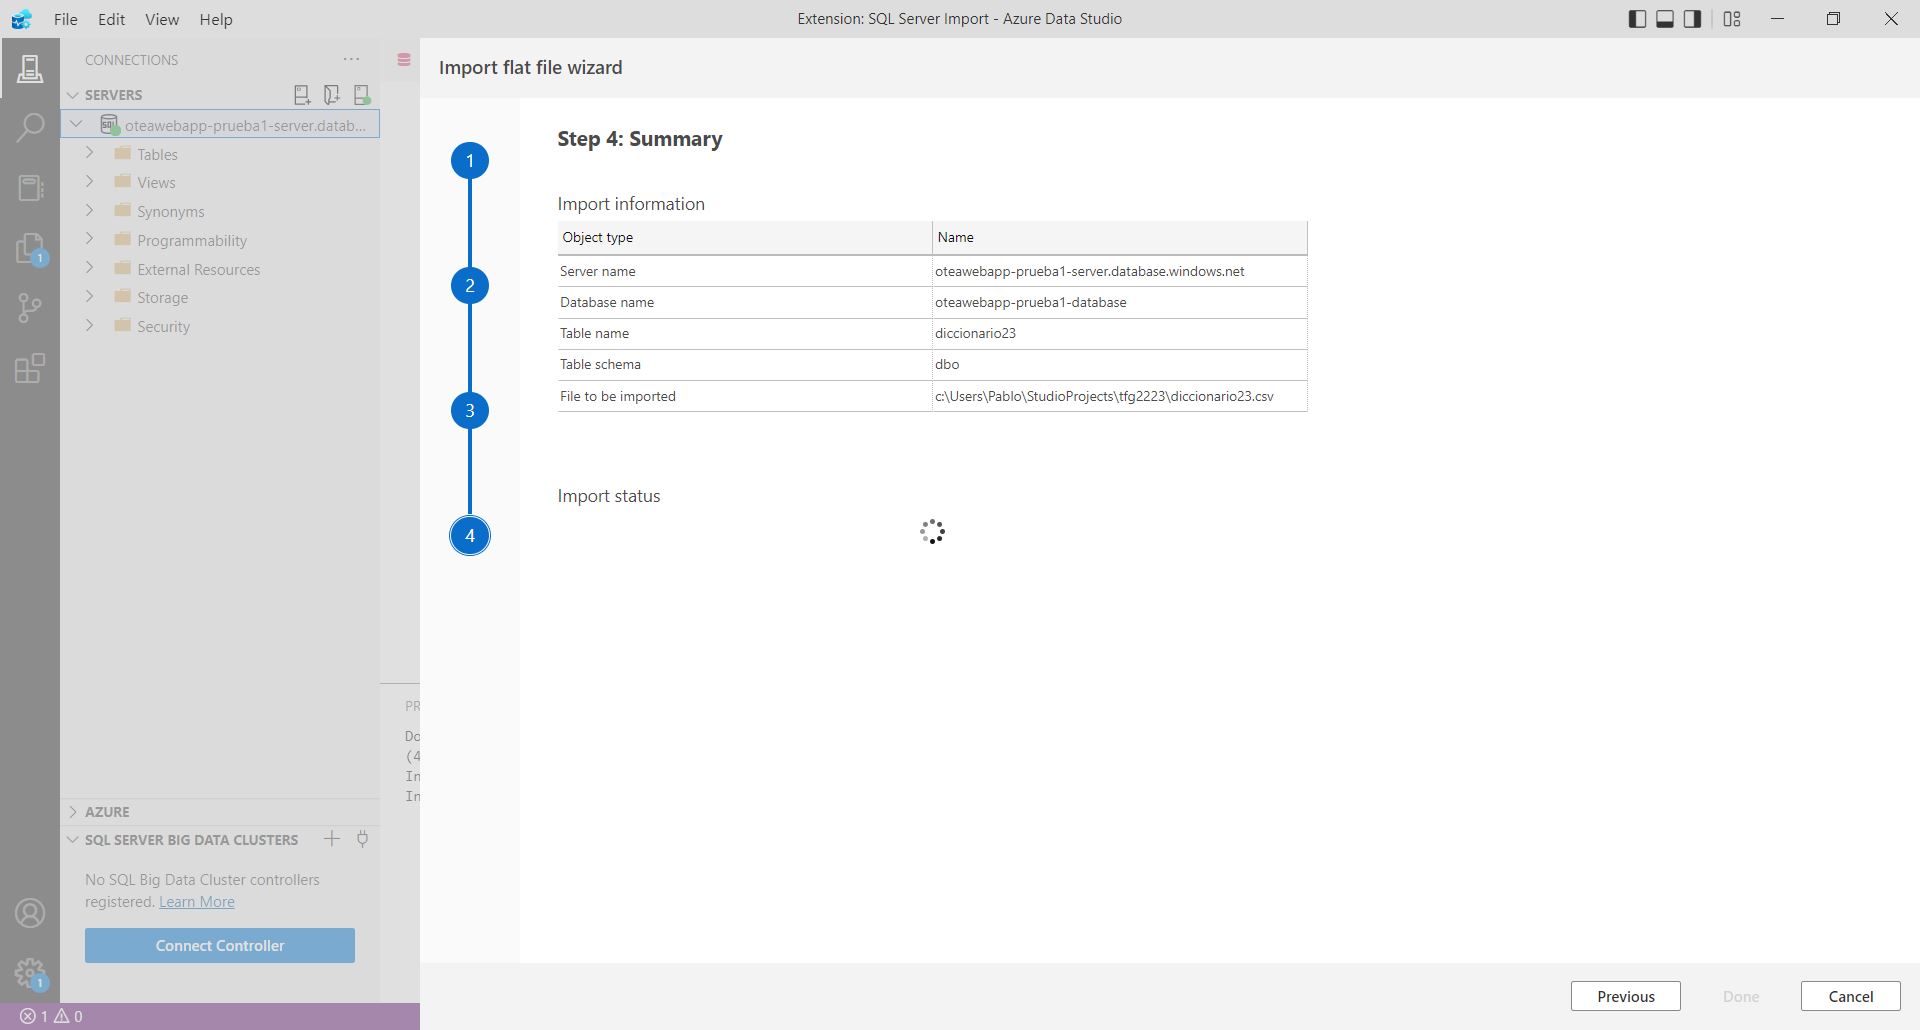 File Edit View Help
Extension: SQL Server Import - Azure Data Studio
CONNECTIONS
SERVERS
oteawebapp-prueba1-server.datab...
Tables
Views
Synonyms
Programmability
External Resources
Storage
Security
1
PR
Do
(4
In
In
AZURE
SQL SERVER BIG DATA CLUSTERS
No SQL Big Data Cluster controllers
registered. Learn More
Connect Controller
1
1 0
Import flat file wizard
1
2
3
4
Step 4: Summary
Import information
Object type Name
Server name oteawebapp-prueba1-server.database.windows.net
Database name oteawebapp-prueba1-database
Table name diccionario23
Table schema dbo
File to be imported c:\Users\Pablo\StudioProjects\tfg2223\diccionario23.csv
Import status
Previous Done Cancel